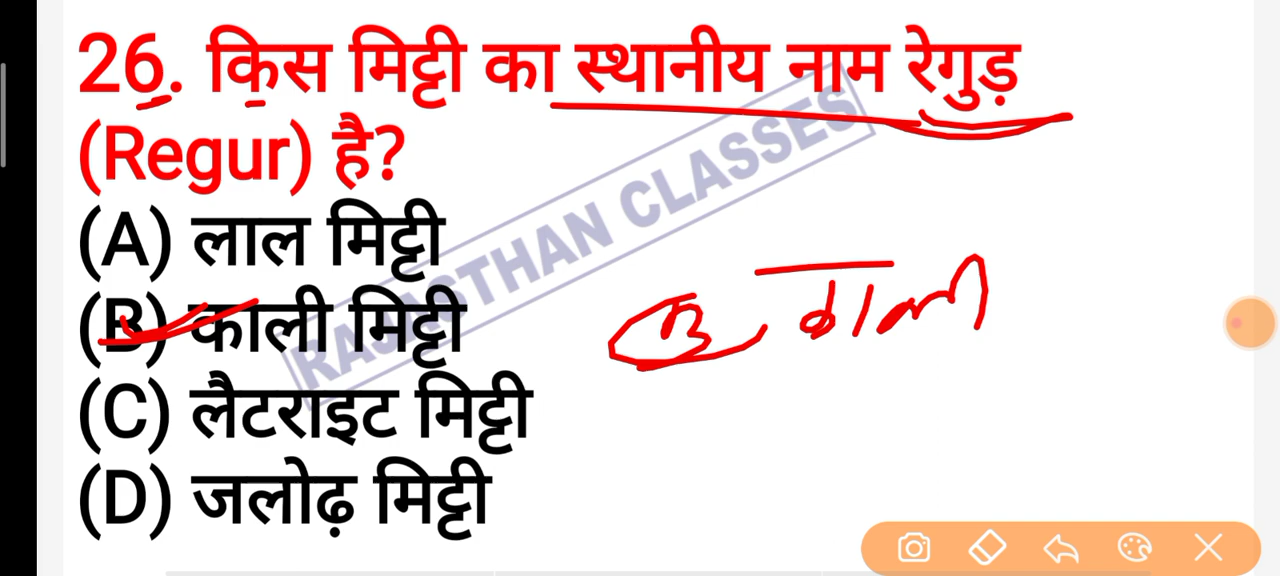 26. किस मिट्टी का स्थानीय नाम रेगुड़
(Regur) है?
(A) लाल मिट्टी
(B) काली मिट्टी
(C) लैटराइट मिट्टी
(D) जलोढ़ मिट्टी
RAJASTHAN CLASSES
B काली